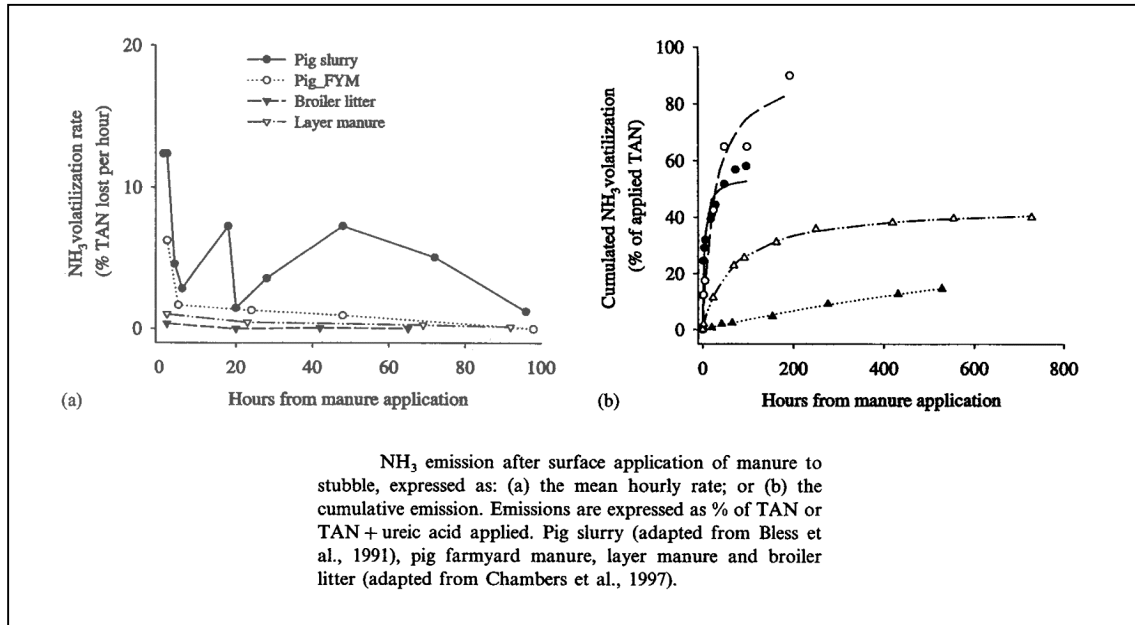 20
10
0
NH3 volatilization rate
(% TAN lost per hour)
Pig slurry
Pig_FYM
Broiler litter
Layer manure
0 20 40 60 80 100
Hours from manure application
(a)
100
80
60
40
20
0
Cumulated NH3 volatilization
(% of applied TAN)
0 200 400 600 800
Hours from manure application
(b)
NH3 emission after surface application of manure to
stubble, expressed as: (a) the mean hourly rate; or (b) the
cumulative emission. Emissions are expressed as % of TAN or
TAN + ureic acid applied. Pig slurry (adapted from Bless et
al., 1991), pig farmyard manure, layer manure and broiler
litter (adapted from Chambers et al., 1997).